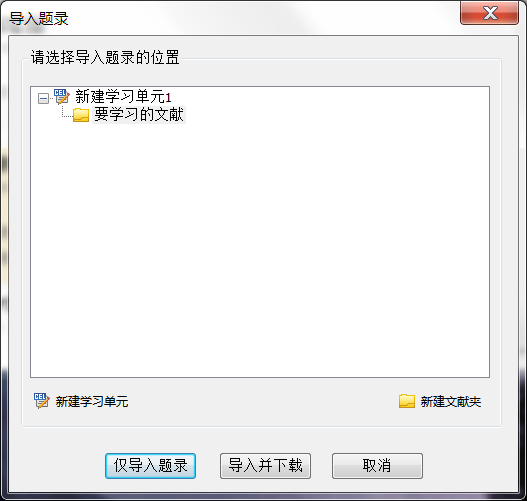 导入题录
请选择导入题录的位置
新建学习单元1
要学习的文献
CEL 新建学习单元 新建文献夹
仅导入题录 导入并下载 取消